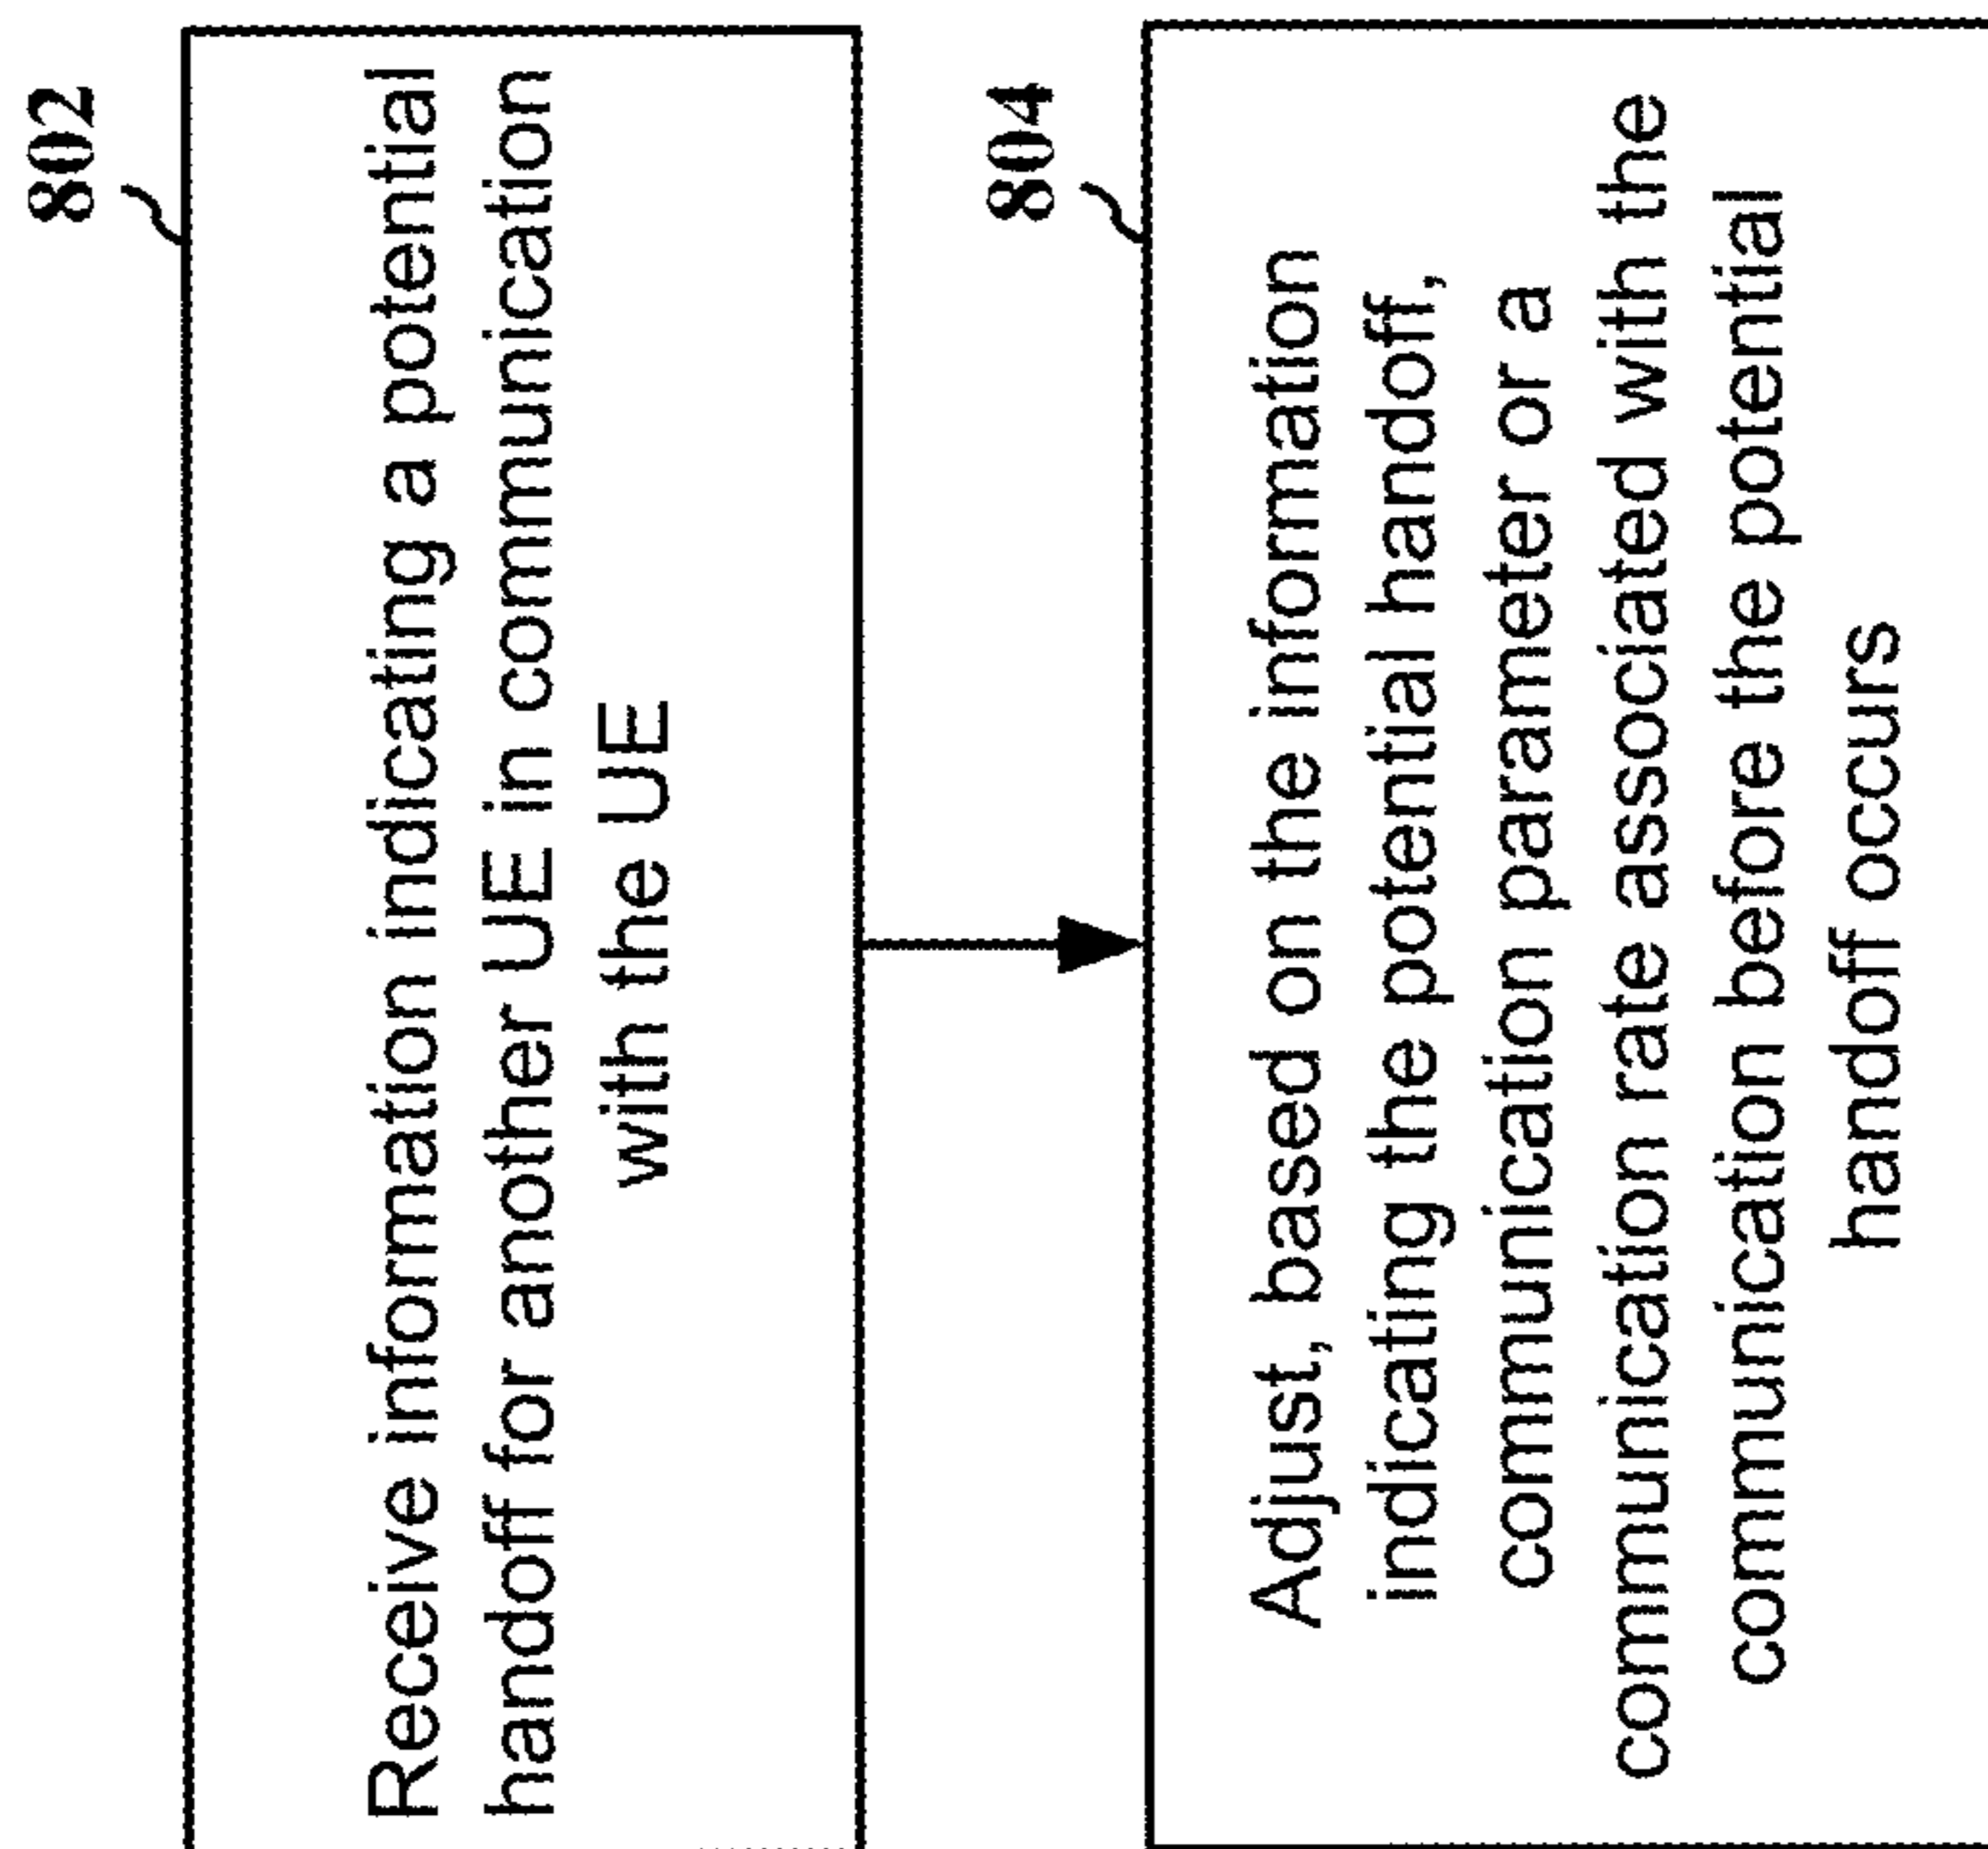 802
Receive information indicating a potential
handoff for another UE in communication
with the UE
804
Adjust, based on the information
indicating the potential handoff,
communication parameter or a
communication rate associated with the
communication before the potential
handoff occurs